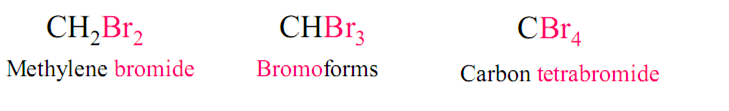 CH₂Br₂ CHBr₃ CBr₄
Methylene bromide Bromoforms Carbon tetrabromide